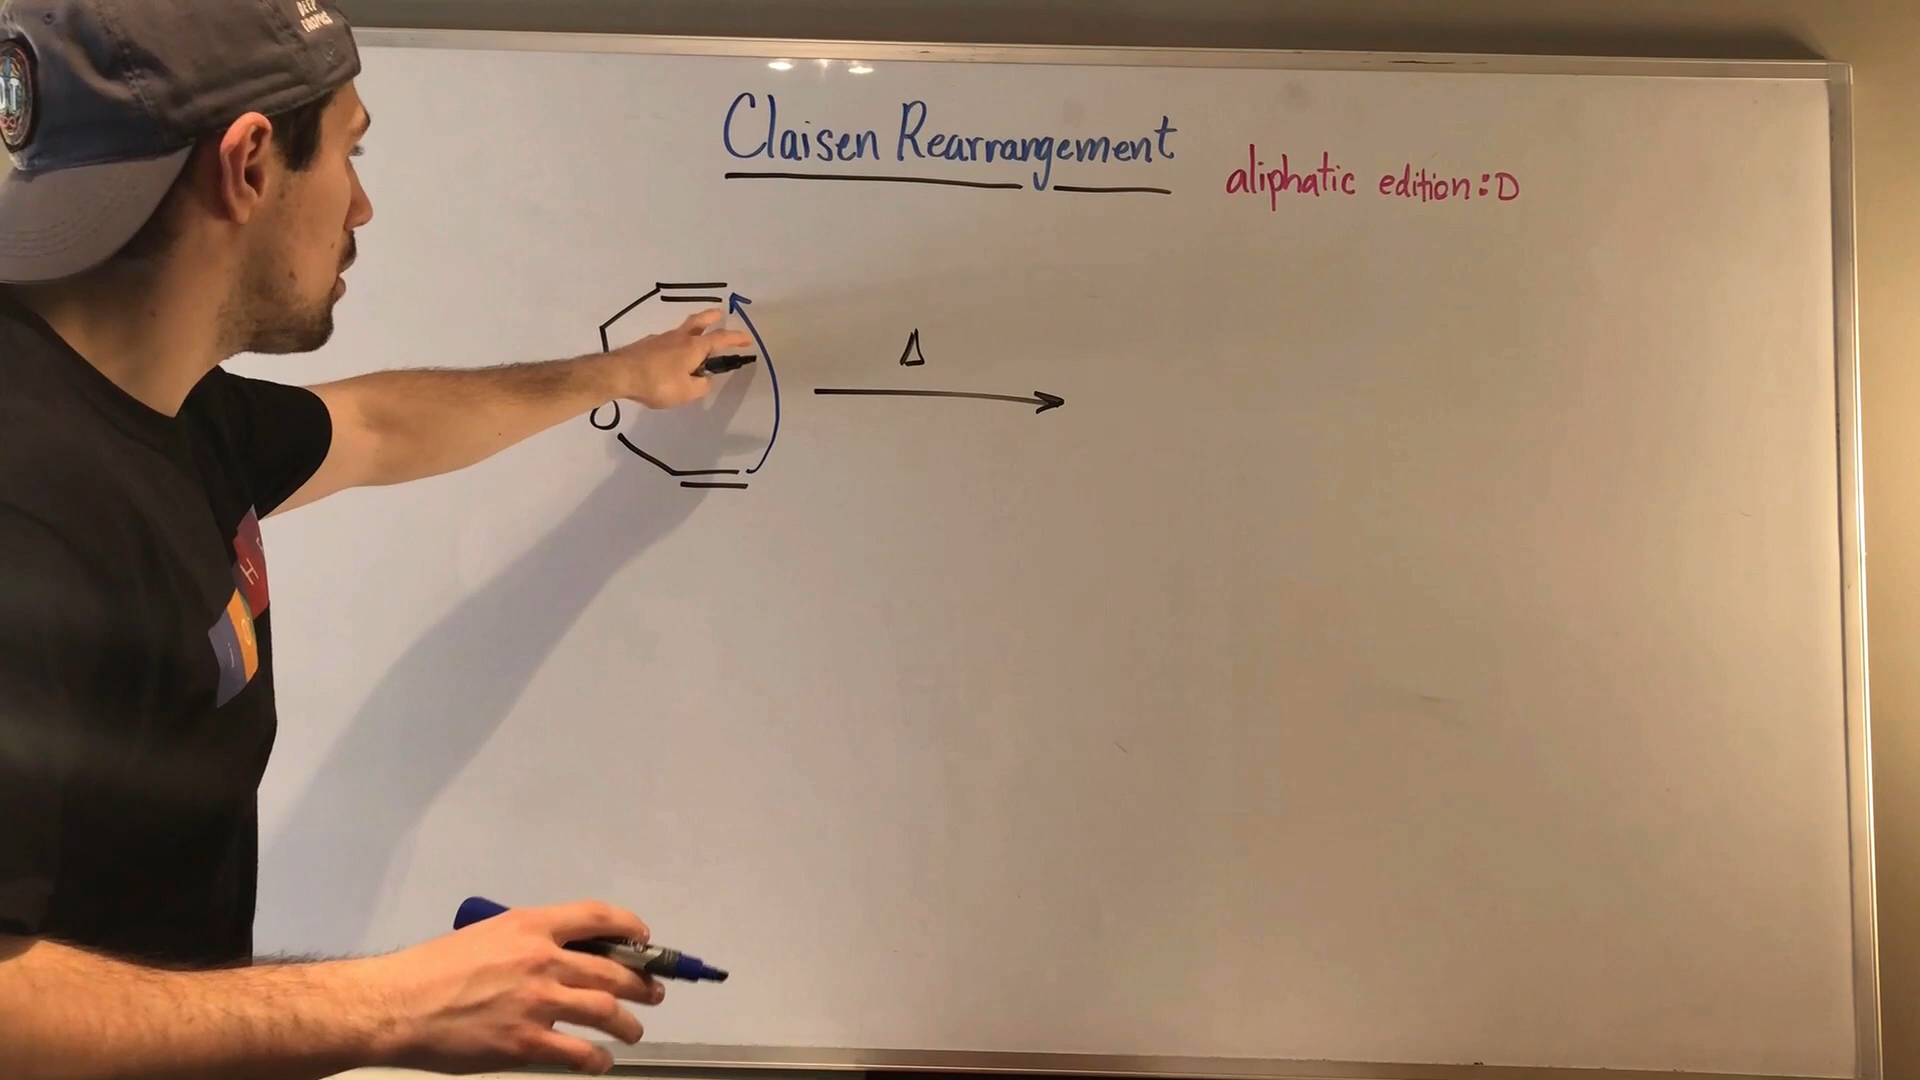 Claisen Rearrangement
aliphatic edition :D
Δ
O